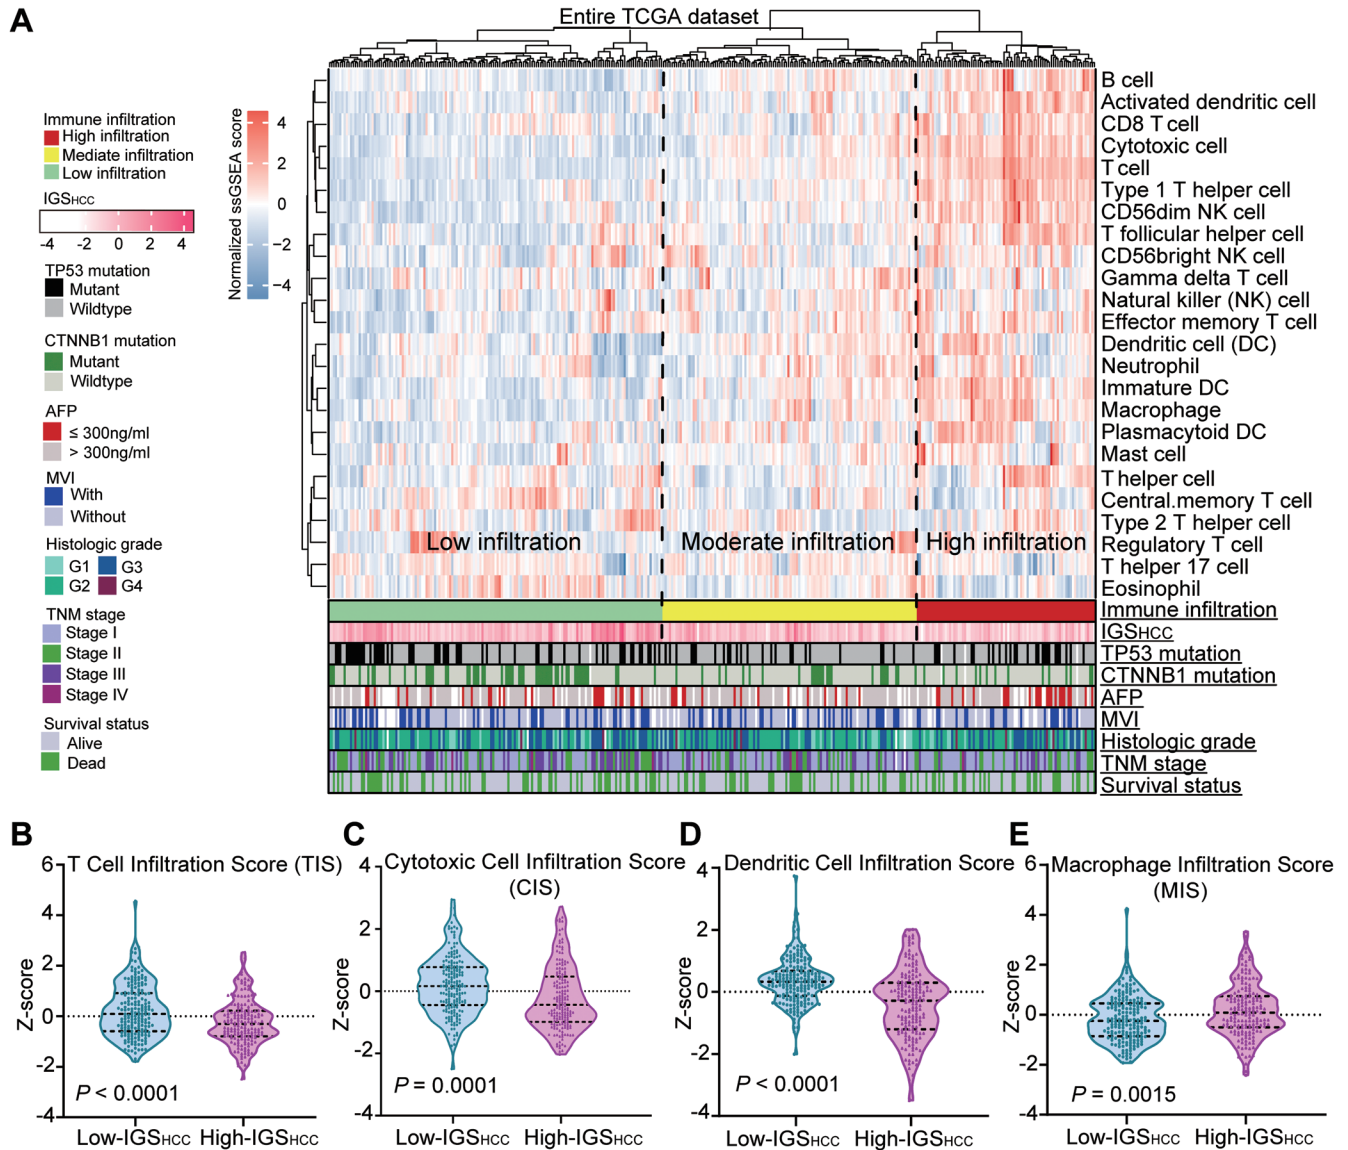 A
Entire TCGA dataset
Immune infiltration
High infiltration
Mediate infiltration
Low infiltration
IGSHCC
-4 -2 0 2 4
TP53 mutation
Mutant
Wildtype
CTNNB1 mutation
Mutant
Wildtype
AFP
≤ 300ng/ml
> 300ng/ml
MVI
With
Without
Histologic grade
G1 G3
G2 G4
TNM stage
Stage I
Stage II
Stage III
Stage IV
Survival status
Alive
Dead
Normalized ssGSEA score
4
2
0
−2
−4
B cell
Activated dendritic cell
CD8 T cell
Cytotoxic cell
T cell
Type 1 T helper cell
CD56dim NK cell
T follicular helper cell
CD56bright NK cell
Gamma delta T cell
Natural killer (NK) cell
Effector memory T cell
Dendritic cell (DC)
Neutrophil
Immature DC
Macrophage
Plasmacytoid DC
Mast cell
T helper cell
Central.memory T cell
Type 2 T helper cell
Regulatory T cell
T helper 17 cell
Eosinophil
Low infiltration Moderate infiltration High infiltration
Immune infiltration
IGSHCC
TP53 mutation
CTNNB1 mutation
AFP
MVI
Histologic grade
TNM stage
Survival status
B
T Cell Infiltration Score (TIS)
Z-score
6
4
2
0
-2
-4
P < 0.0001
Low-IGSHCC High-IGSHCC
C
Cytotoxic Cell Infiltration Score
(CIS)
Z-score
4
2
0
-2
-4
P = 0.0001
Low-IGSHCC High-IGSHCC
D
Dendritic Cell Infiltration Score
Z-score
4
2
0
-2
-4
P < 0.0001
Low-IGSHCC High-IGSHCC
E
Macrophage Infiltration Score
(MIS)
Z-score
6
4
2
0
-2
-4
P = 0.0015
Low-IGSHCC High-IGSHCC